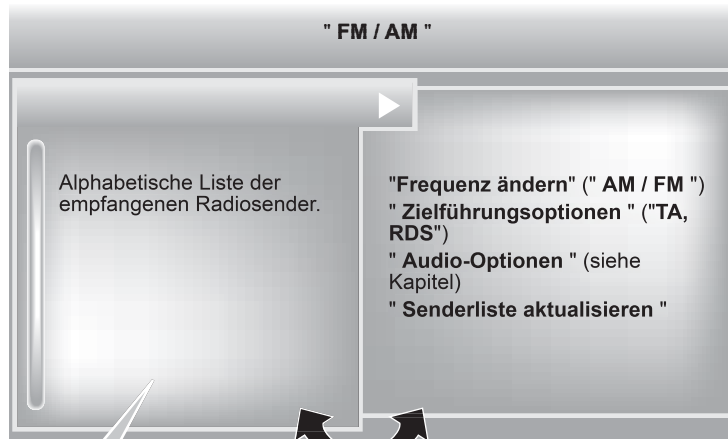 " FM / AM "
Alphabetische Liste der
empfangenen Radiosender.
"Frequenz ändern" (" AM / FM ")
" Zielführungsoptionen " ("TA,
RDS")
" Audio-Optionen " (siehe
Kapitel)
" Senderliste aktualisieren "